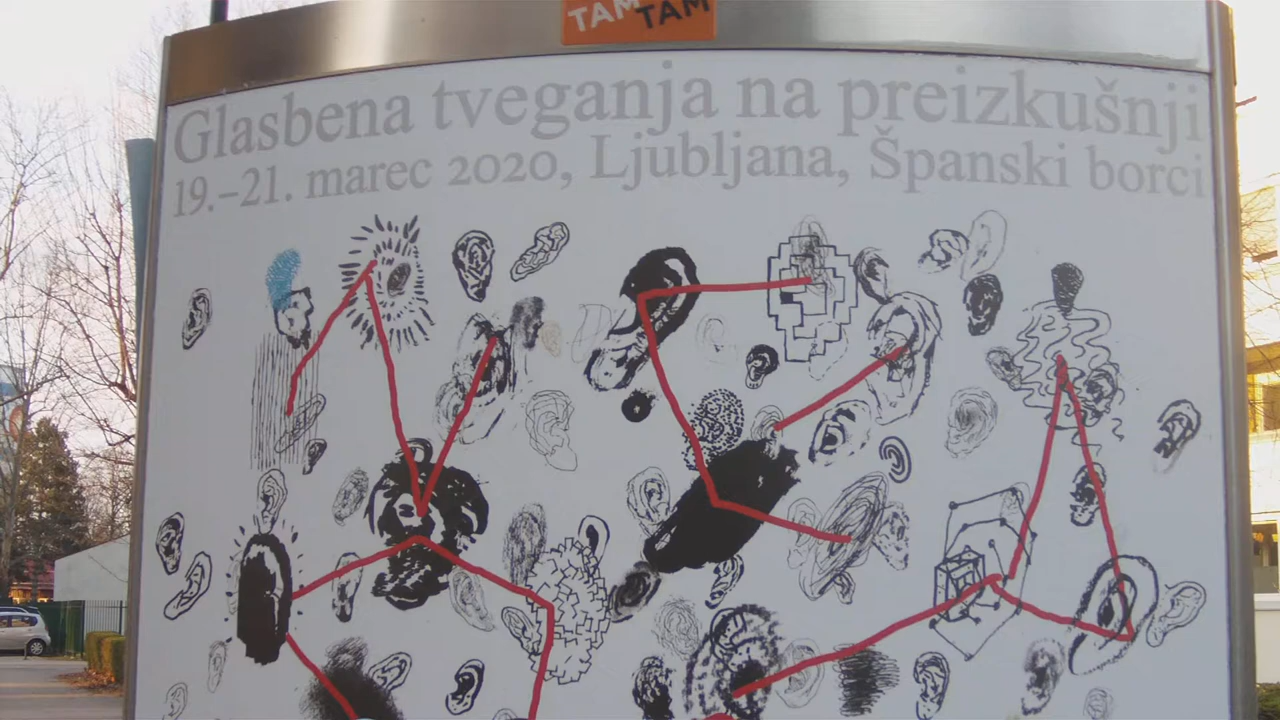 TAM TAM
Glasbena tveganja na preizkušnji
19.–21. marec 2020, Ljubljana, Španski borci